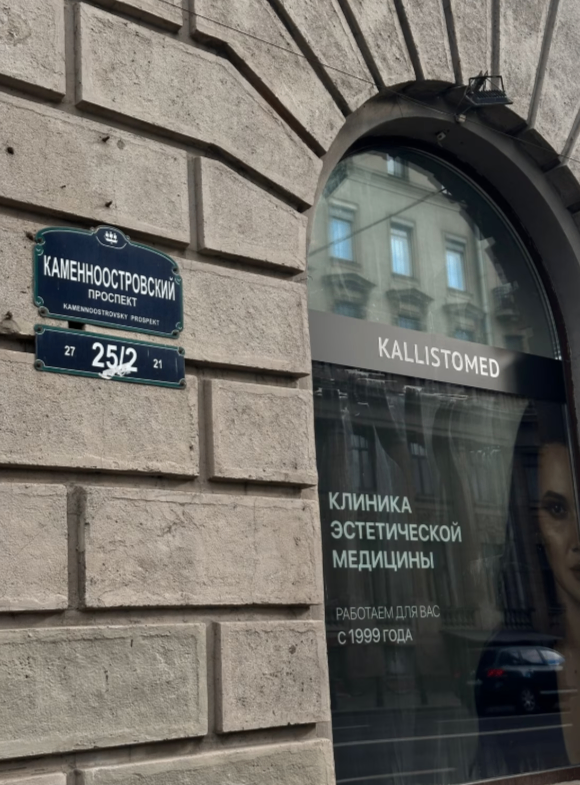 КАМЕННООСТРОВСКИЙ
ПРОСПЕКТ
KAMENNOOSTROVSKY PROSPEKT
27 25/2 21
KALLISTOMED
КЛИНИКА
ЭСТЕТИЧЕСКОЙ
МЕДИЦИНЫ
РАБОТАЕМ ДЛЯ ВАС
С 1999 ГОДА